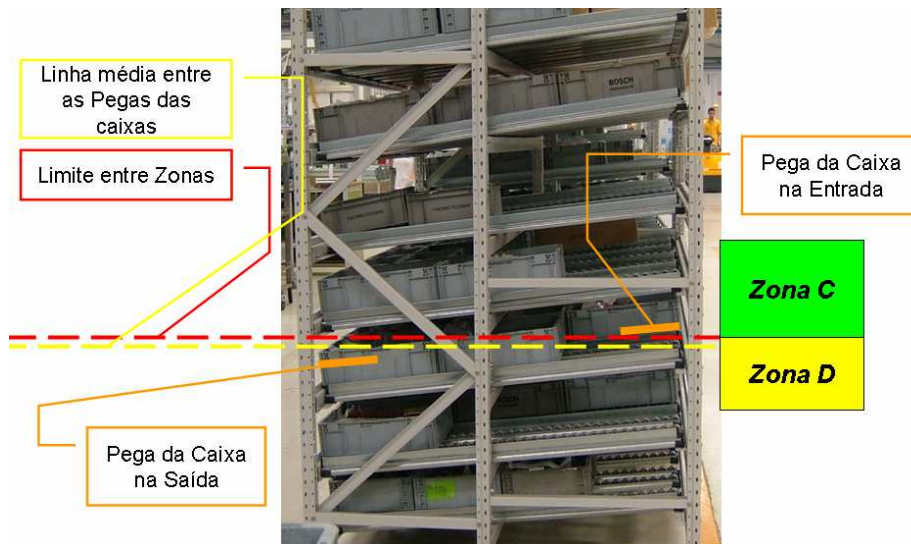 Linha média entre
as Pegas das
caixas
Limite entre Zonas
Pega da Caixa
na Saída
BOSCH
Pega da Caixa
na Entrada
Zona C
Zona D